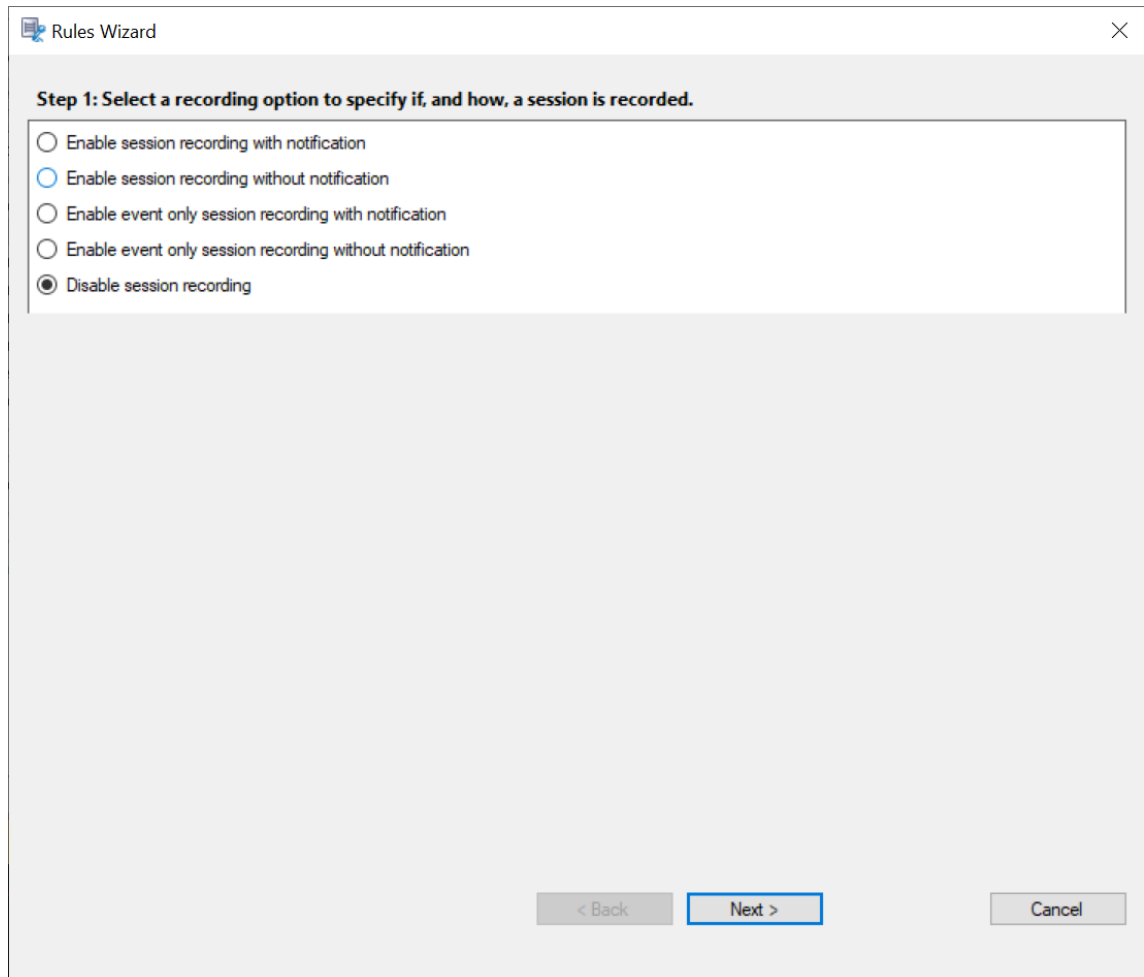 Rules Wizard
Step 1: Select a recording option to specify if, and how, a session is recorded.
Enable session recording with notification
Enable session recording without notification
Enable event only session recording with notification
Enable event only session recording without notification
Disable session recording
< Back
Next >
Cancel